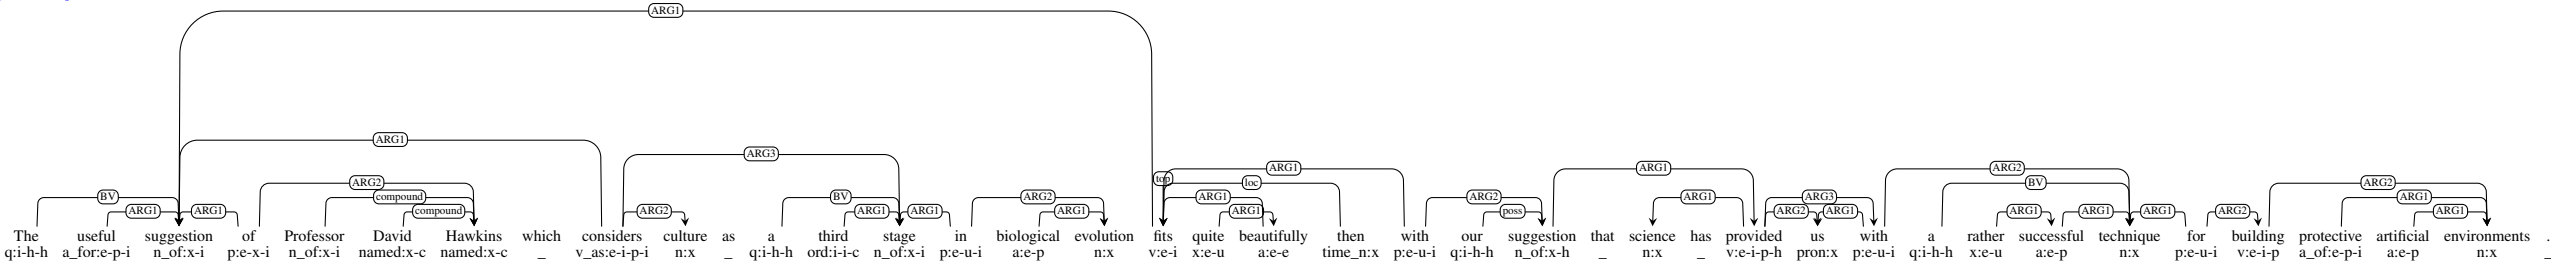 ARG1
ARG1
ARG3
ARG1 ARG1 ARG2
top
ARG2 loc BV ARG2
BV compound BV ARG2 ARG1 ARG2 ARG1 ARG3 ARG1
ARG1 ARG1 compound ARG2 ARG1 ARG1 ARG1 ARG1 poss ARG2 ARG1 ARG1 ARG1 ARG1 ARG2 ARG1
The useful suggestion of Professor David Hawkins which considers culture as a third stage in biological evolution fits quite beautifully then with our suggestion that science has provided us with a rather successful technique for building protective artificial environments .
q:i-h-h a_for:e-p-i n_of:x-i p:e-x-i n_of:x-i named:x-c named:x-c _ v_as:e-i-p-i n:x _ q:i-h-h ord:i-i-c n_of:x-i p:e-u-i a:e-p n:x v:e-i x:e-u a:e-e time_n:x p:e-u-i q:i-h-h n_of:x-h _ n:x _ v:e-i-p-h pron:x p:e-u-i q:i-h-h x:e-u a:e-p n:x p:e-u-i v:e-i-p a_of:e-p-i a:e-p n:x _